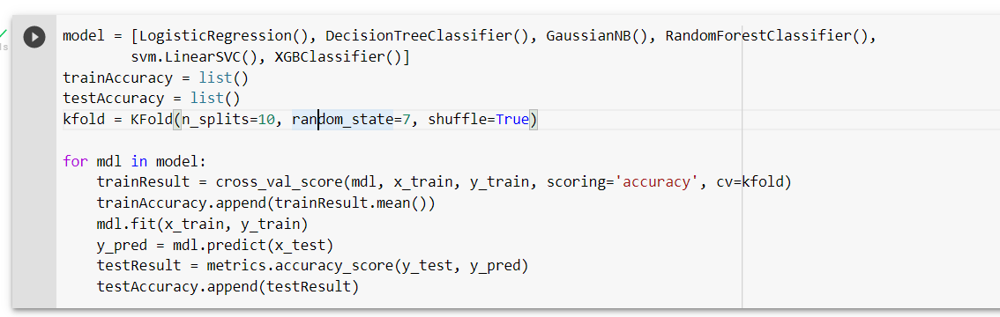 model = [LogisticRegression(), DecisionTreeClassifier(), GaussianNB(), RandomForestClassifier(),
          svm.LinearSVC(), XGBClassifier()]
trainAccuracy = list()
testAccuracy = list()
kfold = KFold(n_splits=10, random_state=7, shuffle=True)

for mdl in model:
    trainResult = cross_val_score(mdl, x_train, y_train, scoring='accuracy', cv=kfold)
    trainAccuracy.append(trainResult.mean())
    mdl.fit(x_train, y_train)
    y_pred = mdl.predict(x_test)
    testResult = metrics.accuracy_score(y_test, y_pred)
    testAccuracy.append(testResult)